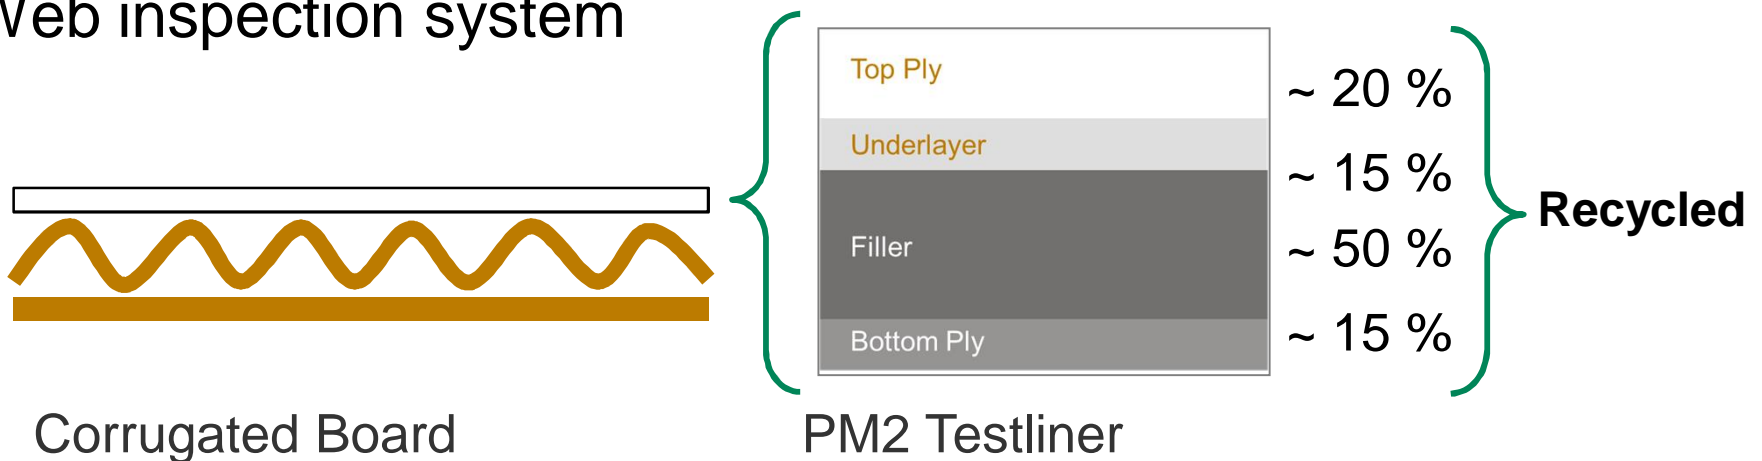 Web inspection system
Top Ply
~ 20 %
Underlayer
~ 15 %
Filler
~ 50 %
Bottom Ply
~ 15 %
Recycled
Corrugated Board
PM2 Testliner